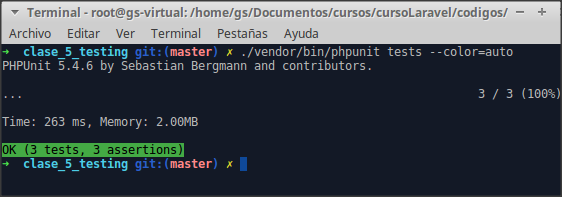 Terminal - root@gs-virtual: /home/gs/Documentos/cursos/cursoLaravel/codigos/
Archivo Editar Ver Terminal Pestañas Ayuda
➜ clase_5_testing git:(master) ✗ ./vendor/bin/phpunit tests --color=auto
PHPUnit 5.4.6 by Sebastian Bergmann and contributors.
... 3 / 3 (100%)
Time: 263 ms, Memory: 2.00MB
OK (3 tests, 3 assertions)
➜ clase_5_testing git:(master) ✗